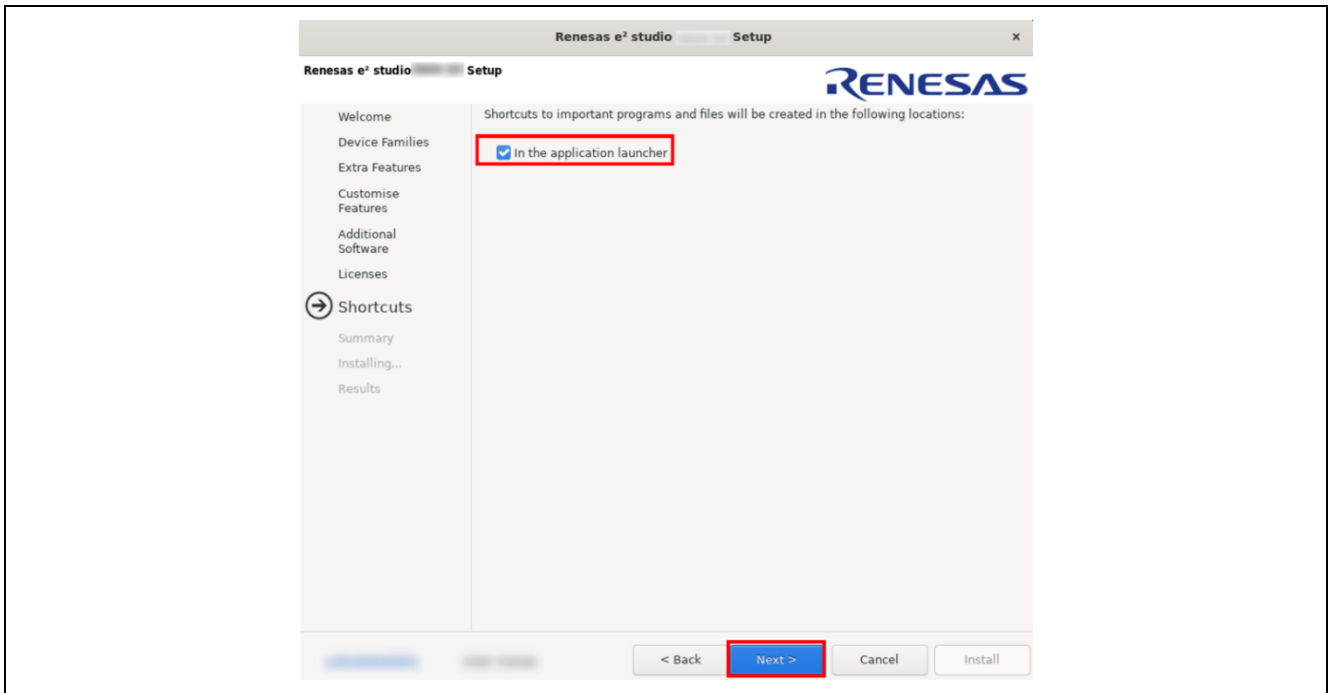 Renesas e² studio Setup
x
Renesas e² studio Setup
RENESAS
Welcome
Device Families
Extra Features
Customise
Features
Additional
Software
Licenses
Shortcuts
Summary
Installing...
Results
Shortcuts to important programs and files will be created in the following locations:
In the application launcher
< Back
Next >
Cancel
Install